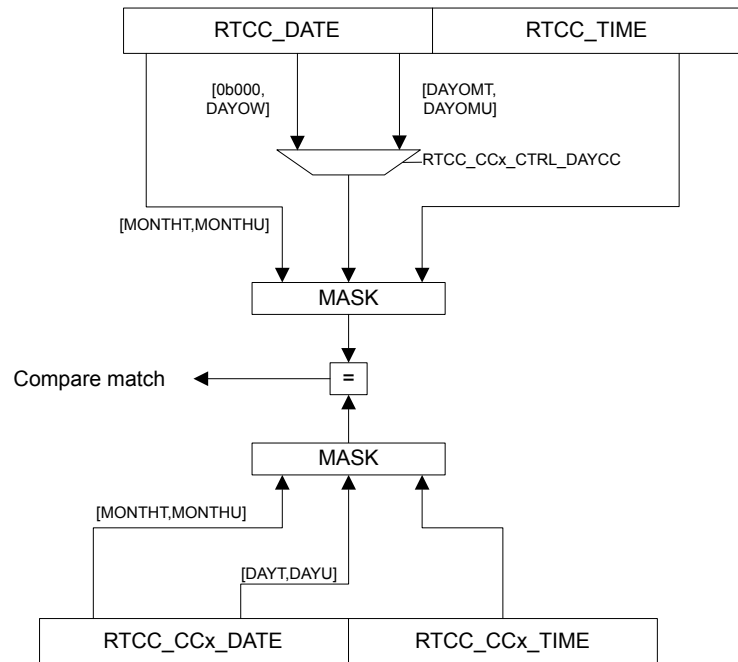 RTCC_DATE
RTCC_TIME
[0b000,
DAYOW]
[DAYOMT,
DAYOMU]
RTCC_CCx_CTRL_DAYCC
[MONTHT,MONTHU]
MASK
Compare match
=
MASK
[MONTHT,MONTHU]
[DAYT,DAYU]
RTCC_CCx_DATE
RTCC_CCx_TIME